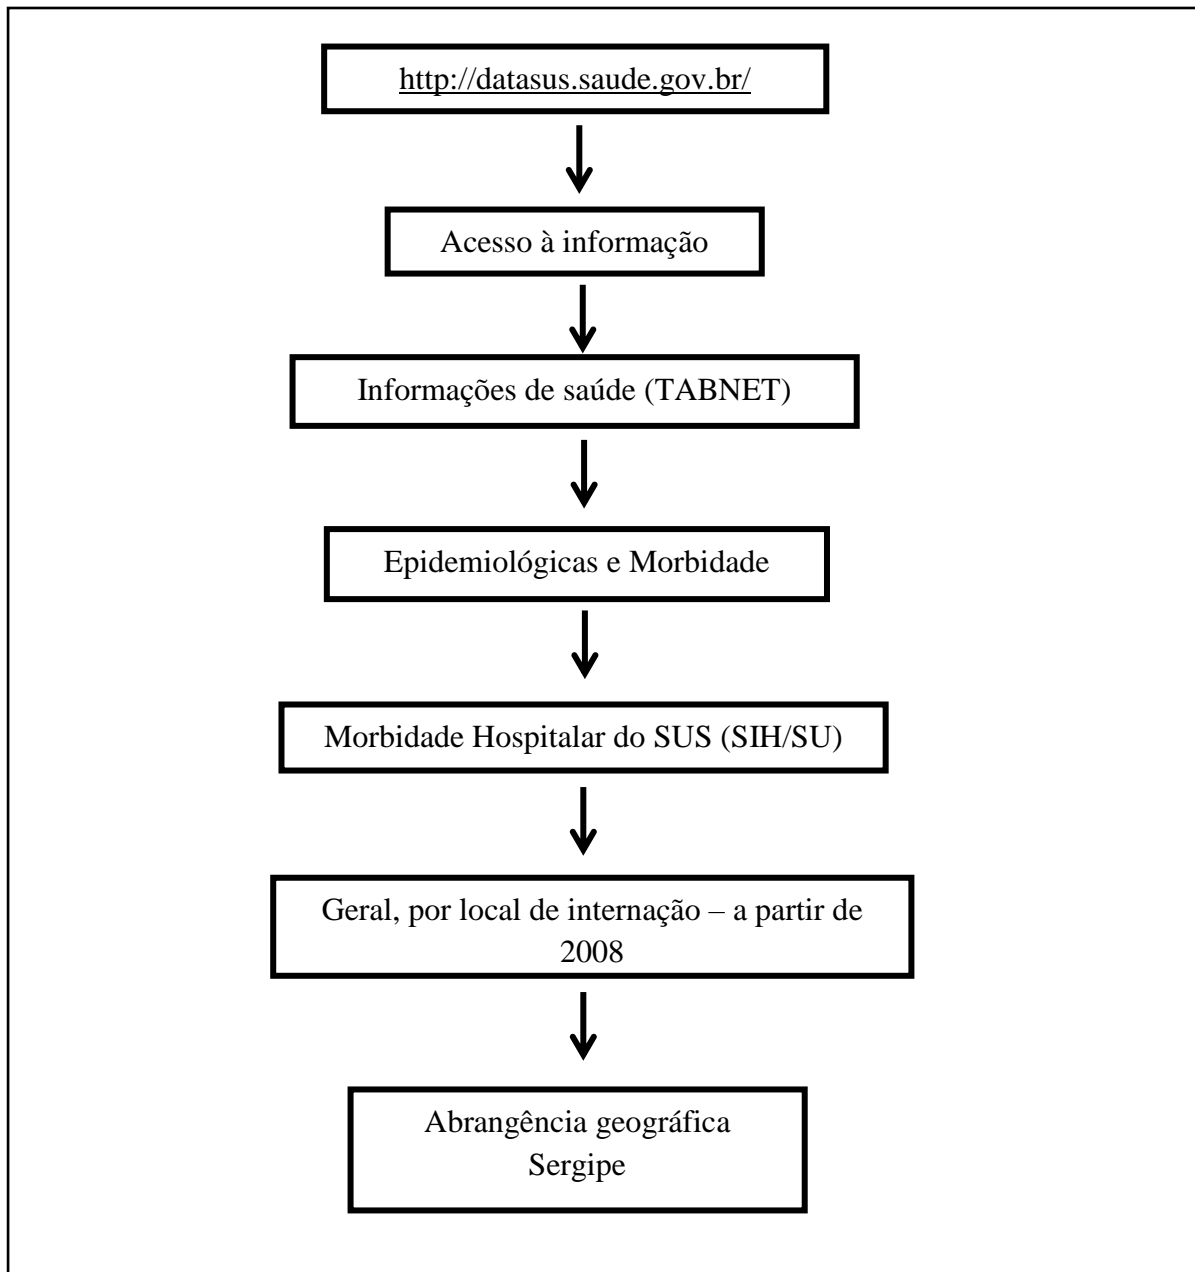 http://datasus.saude.gov.br/
Acesso à informação
Informações de saúde (TABNET)
Epidemiológicas e Morbidade
Morbidade Hospitalar do SUS (SIH/SU)
Geral, por local de internação – a partir de
2008
Abrangência geográfica
Sergipe